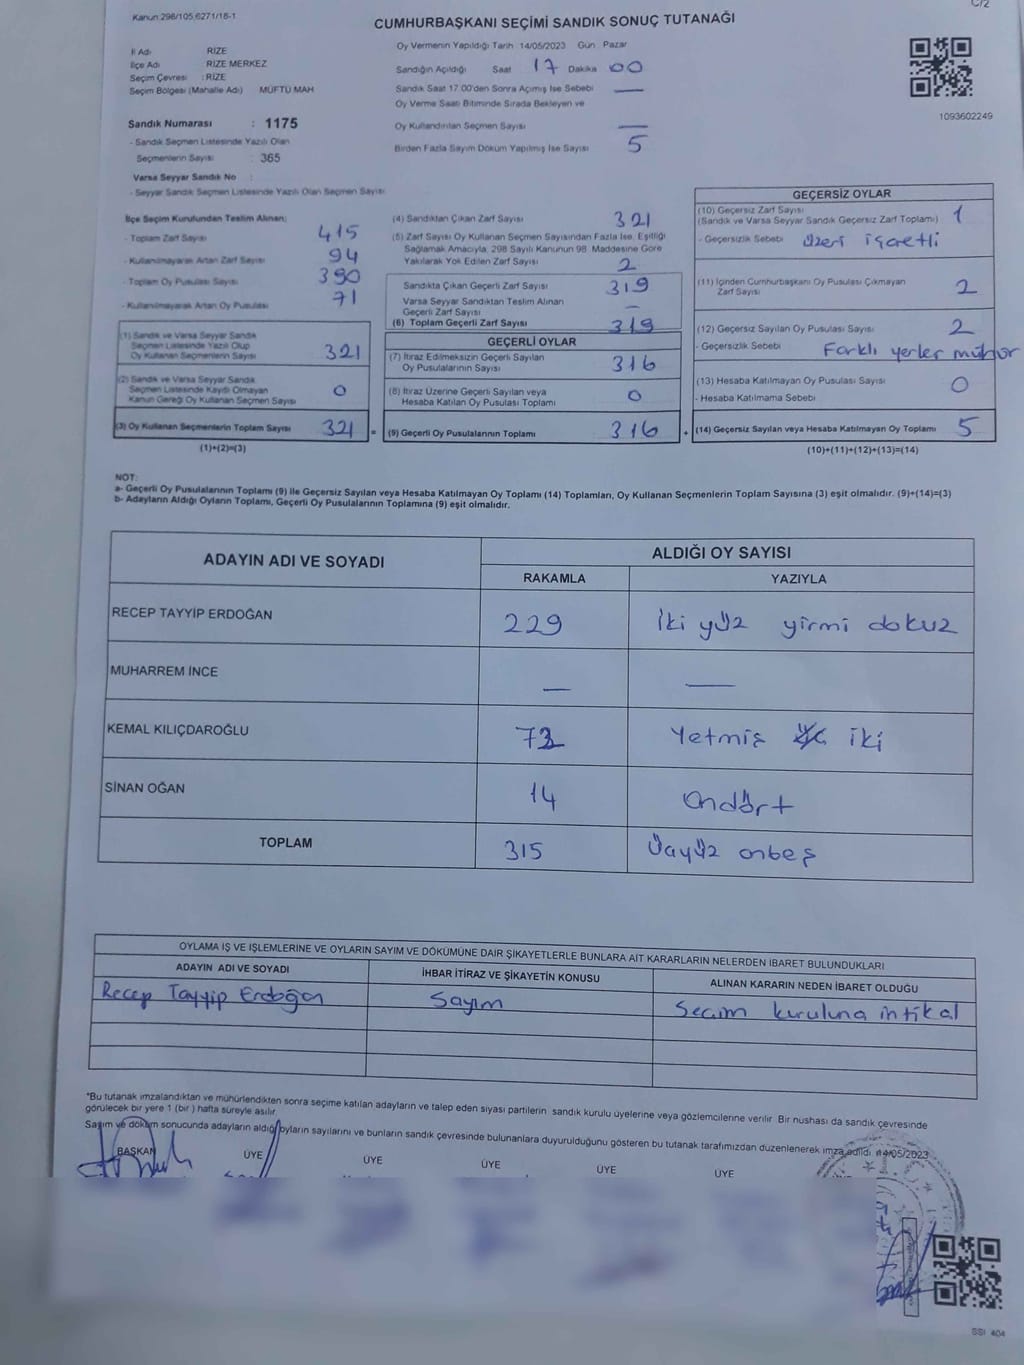 C/2
Kanun:298/105,6271/18-1
CUMHURBAŞKANI SEÇİMİ SANDIK SONUÇ TUTANAĞI
İl Adı RİZE
İlçe Adı RİZE MERKEZ
Seçim Çevresi : RİZE
Seçim Bölgesi (Mahalle Adı) MÜFTÜ MAH
Oy Vermenin Yapıldığı Tarih 14/05/2023 Gün Pazar
Sandığın Açıldığı Saat 17 Dakika 00
Sandık Saat 17.00'den Sonra Açılmış İse Sebebi —
Oy Verme Saati Bitiminde Sırada Bekleyen ve
Oy Kullandırılan Seçmen Sayısı —
Birden Fazla Sayım Döküm Yapılmış İse Sayısı 5
1093602249
Sandık Numarası : 1175
- Sandık Seçmen Listesinde Yazılı Olan
Seçmenlerin Sayısı : 365
Varsa Seyyar Sandık No :
- Seyyar Sandık Seçmen Listesinde Yazılı Olan Seçmen Sayısı
İlçe Seçim Kurulundan Teslim Alınan;
- Toplam Zarf Sayısı 415
- Kullanılmayarak Artan Zarf Sayısı 94
- Toplam Oy Pusulası Sayısı 390
- Kullanılmayarak Artan Oy Pusulası 71
(1) Sandık ve Varsa Seyyar Sandık
Seçmen Listesinde Yazılı Olup
Oy Kullanan Seçmenlerin Sayısı 321
(2) Sandık ve Varsa Seyyar Sandık
Seçmen Listesinde Kaydı Olmayan
Kanun Gereği Oy Kullanan Seçmen Sayısı 0
(3) Oy Kullanan Seçmenlerin Toplam Sayısı 321 =
(1)+(2)=(3)
(4) Sandıktan Çıkan Zarf Sayısı 321
(5) Zarf Sayısı Oy Kullanan Seçmen Sayısından Fazla İse, Eşitliği
Sağlamak Amacıyla, 298 Sayılı Kanunun 98. Maddesine Göre
Yakılarak Yok Edilen Zarf Sayısı 2
Sandıkta Çıkan Geçerli Zarf Sayısı 319
Varsa Seyyar Sandıktan Teslim Alınan
Geçerli Zarf Sayısı —
(6) Toplam Geçerli Zarf Sayısı 319
GEÇERLİ OYLAR
(7) İtiraz Edilmeksizin Geçerli Sayılan
Oy Pusulalarının Sayısı 316
(8) İtiraz Üzerine Geçerli Sayılan veya
Hesaba Katılan Oy Pusulası Toplamı 0
(9) Geçerli Oy Pusulalarının Toplamı 316 +
GEÇERSİZ OYLAR
(10) Geçersiz Zarf Sayısı
(Sandık ve Varsa Seyyar Sandık Geçersiz Zarf Toplamı) 1
- Geçersizlik Sebebi üzeri işaretli
(11) İçinden Cumhurbaşkanı Oy Pusulası Çıkmayan
Zarf Sayısı 2
(12) Geçersiz Sayılan Oy Pusulası Sayısı 2
- Geçersizlik Sebebi Farklı yerler mühür
(13) Hesaba Katılmayan Oy Pusulası Sayısı 0
- Hesaba Katılmama Sebebi
(14) Geçersiz Sayılan veya Hesaba Katılmayan Oy Toplamı 5
(10)+(11)+(12)+(13)=(14)
NOT:
a- Geçerli Oy Pusulalarının Toplamı (9) ile Geçersiz Sayılan veya Hesaba Katılmayan Oy Toplamı (14) Toplamları, Oy Kullanan Seçmenlerin Toplam Sayısına (3) eşit olmalıdır. (9)+(14)=(3)
b- Adayların Aldığı Oyların Toplamı, Geçerli Oy Pusulalarının Toplamına (9) eşit olmalıdır.
ADAYIN ADI VE SOYADI ALDIĞI OY SAYISI
RAKAMLA YAZIYLA
RECEP TAYYİP ERDOĞAN 229 İki yüz yirmi dokuz
MUHARREM İNCE — —
KEMAL KILIÇDAROĞLU 72 Yetmiş iki
SİNAN OĞAN 14 Ondört
TOPLAM 315 Üçyüz onbeş
OYLAMA İŞ VE İŞLEMLERİNE VE OYLARIN SAYIM VE DÖKÜMÜNE DAİR ŞİKAYETLERLE BUNLARA AİT KARARLARIN NELERDEN İBARET BULUNDUKLARI
ADAYIN ADI VE SOYADI İHBAR İTİRAZ VE ŞİKAYETİN KONUSU ALINAN KARARIN NEDEN İBARET OLDUĞU
Recep Tayyip Erdoğan Sayım Seçim kuruluna intikal
*Bu tutanak imzalandıktan ve mühürlendikten sonra seçime katılan adayların ve talep eden siyasi partilerin sandık kurulu üyelerine veya gözlemcilerine verilir Bir nüshası da sandık çevresinde
görülecek bir yere 1 (bir ) hafta süreyle asılır.
Sayım ve döküm sonucunda adayların aldığı oyların sayılarını ve bunların sandık çevresinde bulunanlara duyurulduğunu gösteren bu tutanak tarafımızdan düzenlenerek imza edildi 14/05/2023
BAŞKAN ÜYE ÜYE ÜYE ÜYE ÜYE
SSI 404